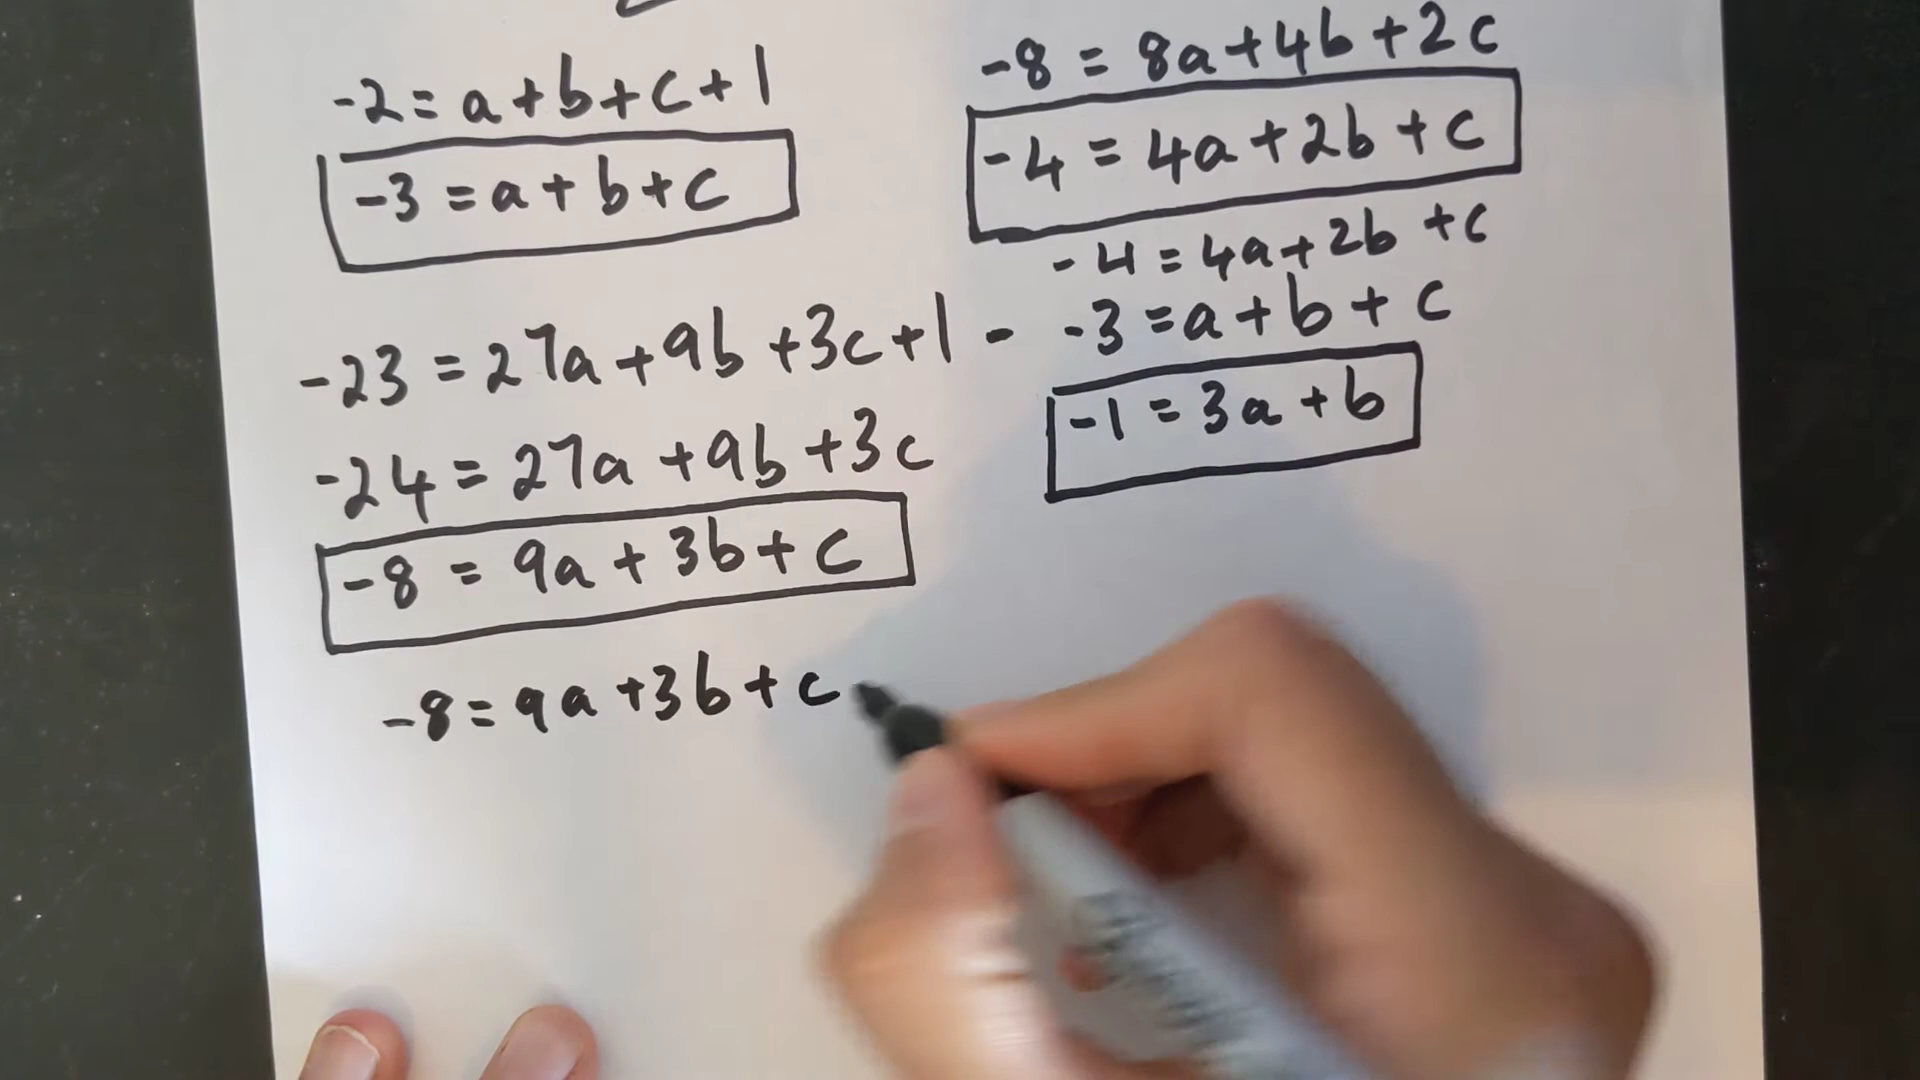 -2 = a + b + c + 1
-3 = a + b + c
-23 = 27a + 9b + 3c + 1
-24 = 27a + 9b + 3c
-8 = 9a + 3b + c
-8 = 9a + 3b + c
-8 = 8a + 4b + 2c
-4 = 4a + 2b + c
-4 = 4a + 2b + c
- -3 = a + b + c
-1 = 3a + b